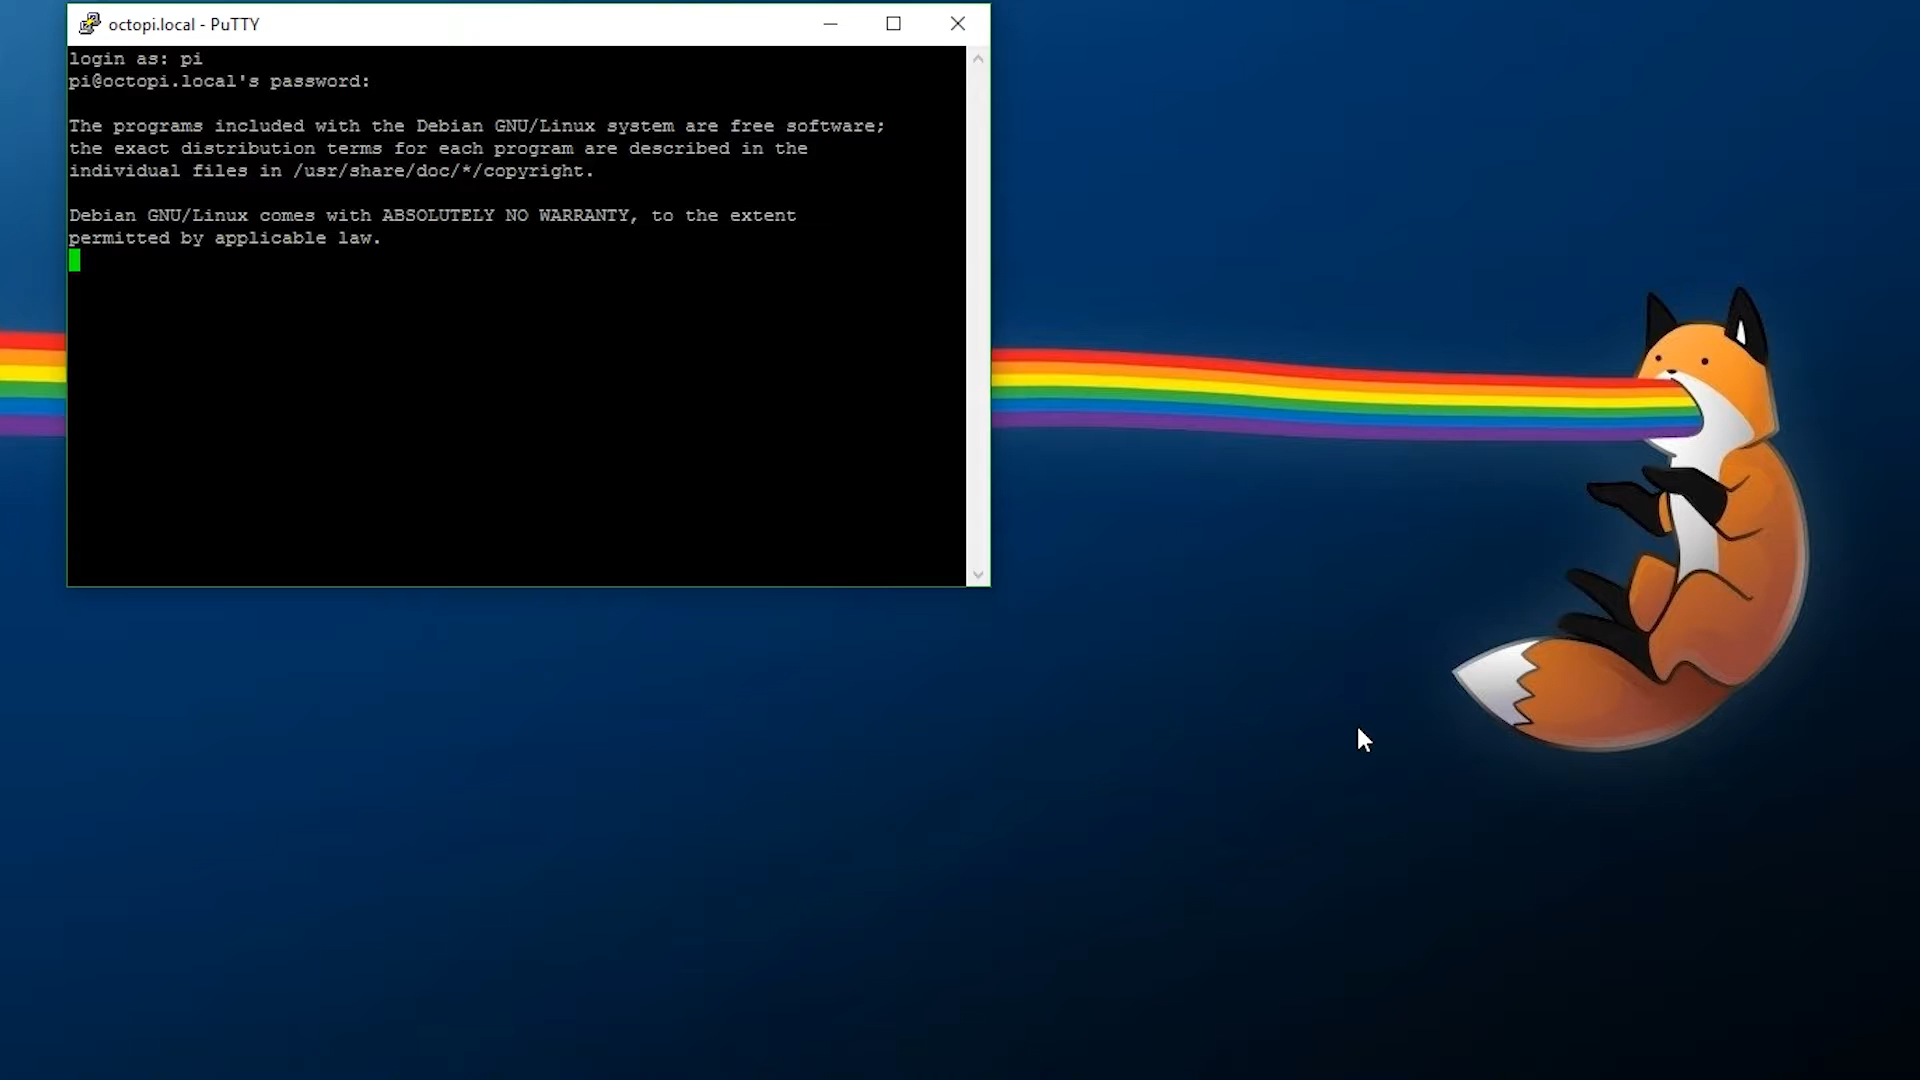 octopi.local - PuTTY
login as: pi
pi@octopi.local's password:
The programs included with the Debian GNU/Linux system are free software;
the exact distribution terms for each program are described in the
individual files in /usr/share/doc/*/copyright.
Debian GNU/Linux comes with ABSOLUTELY NO WARRANTY, to the extent
permitted by applicable law.